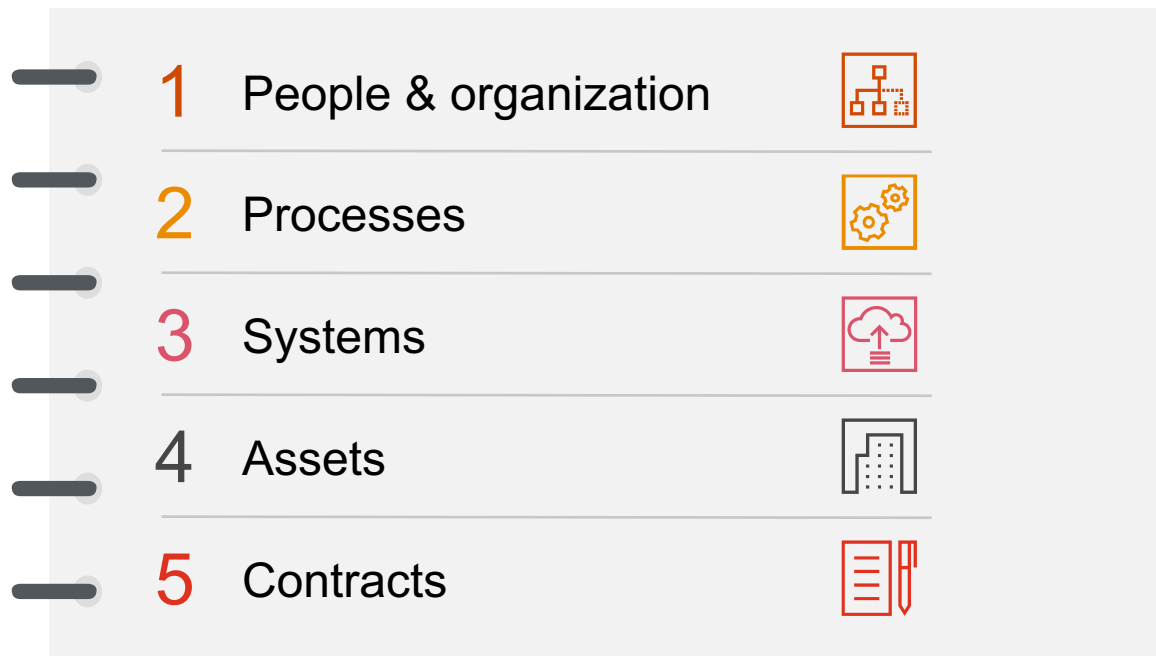 1 People & organization
2 Processes
3 Systems
4 Assets
5 Contracts